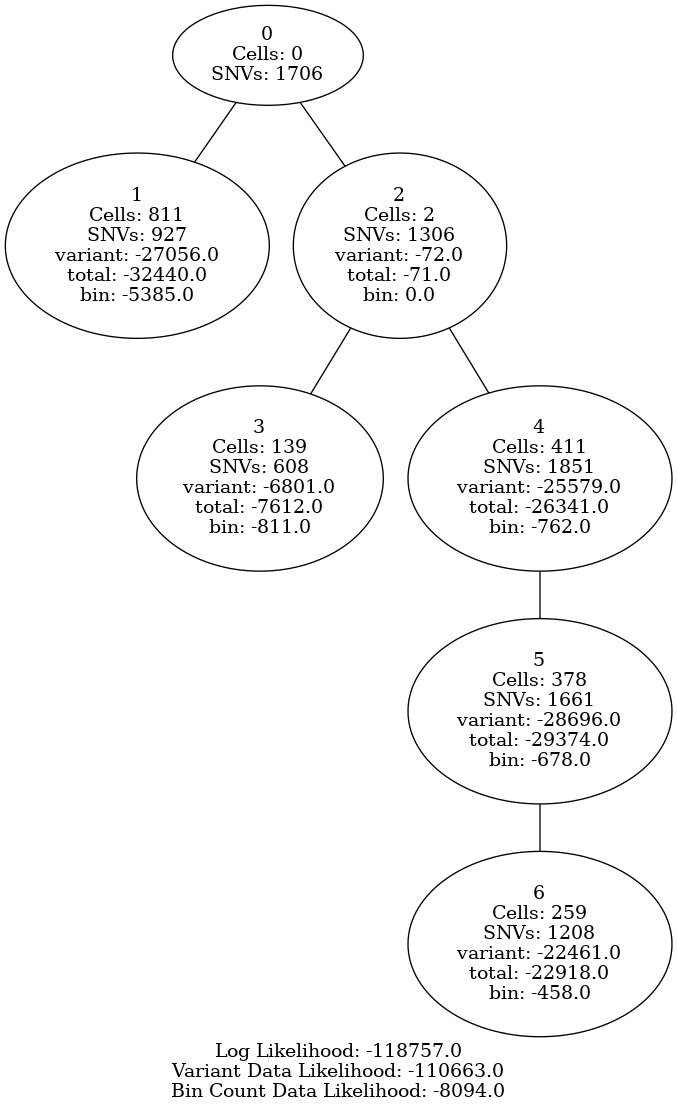 0
Cells: 0
SNVs: 1706
1
Cells: 811
SNVs: 927
variant: -27056.0
total: -32440.0
bin: -5385.0
2
Cells: 2
SNVs: 1306
variant: -72.0
total: -71.0
bin: 0.0
3
Cells: 139
SNVs: 608
variant: -6801.0
total: -7612.0
bin: -811.0
4
Cells: 411
SNVs: 1851
variant: -25579.0
total: -26341.0
bin: -762.0
5
Cells: 378
SNVs: 1661
variant: -28696.0
total: -29374.0
bin: -678.0
6
Cells: 259
SNVs: 1208
variant: -22461.0
total: -22918.0
bin: -458.0
Log Likelihood: -118757.0
Variant Data Likelihood: -110663.0
Bin Count Data Likelihood: -8094.0